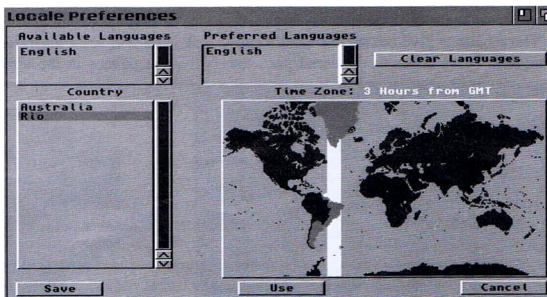 Locale Preferences
Available Languages
English
Preferred Languages
English
Clear Languages
Country
Australia
Rio
Time Zone: 3 Hours from GMT
Save
Use
Cancel